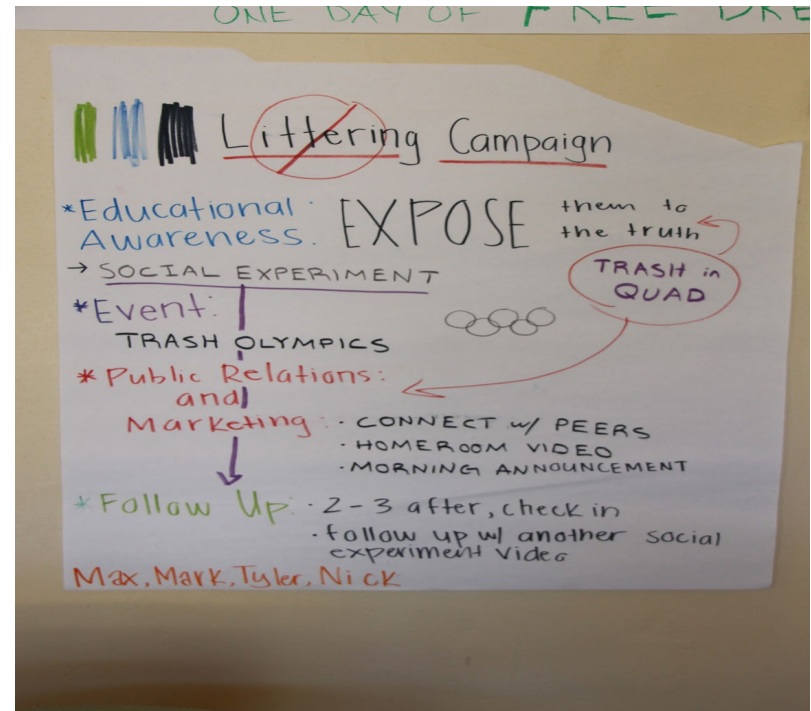 ONE DAY OF FREE DRE
Littering Campaign
*Educational: EXPOSE them to
Awareness. the truth
→ SOCIAL EXPERIMENT TRASH in
QUAD
*Event:
TRASH OLYMPICS
*Public Relations:
and
Marketing: · CONNECT w/ PEERS
· HOMEROOM VIDEO
· MORNING ANNOUNCEMENT
*Follow Up: · 2-3 after, check in
· follow up w/ another social
experiment video
Max, Mark, Tyler, Nick